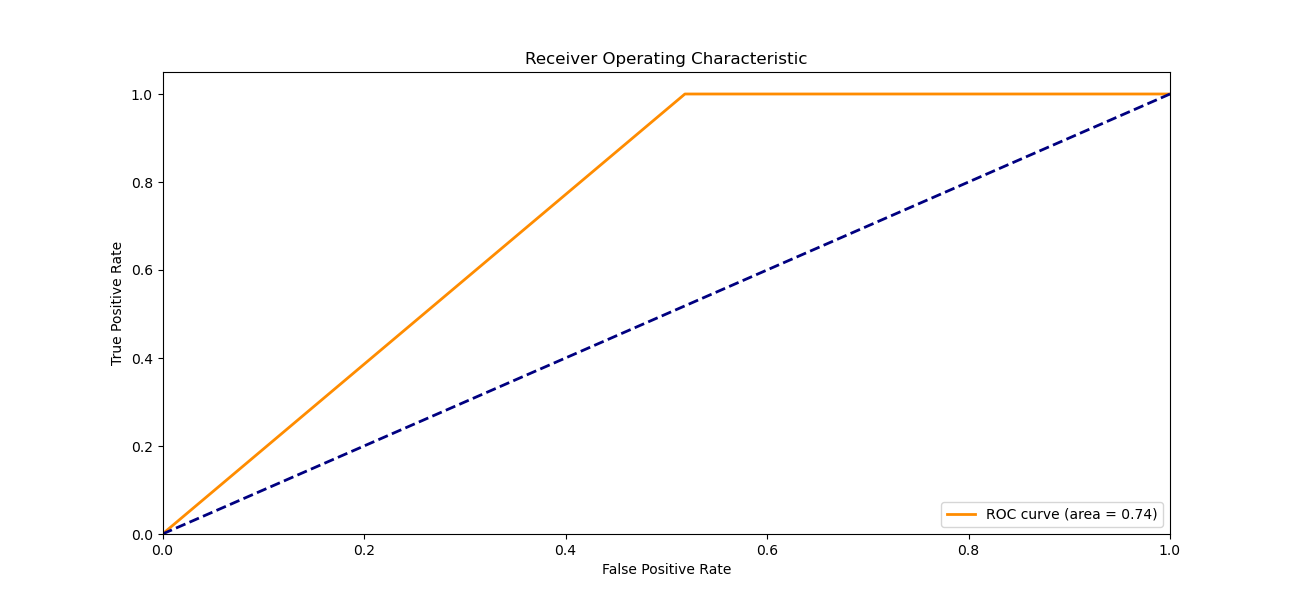 Receiver Operating Characteristic
1.0
0.8
0.6
0.4
0.2
0.0
True Positive Rate
ROC curve (area = 0.74)
0.0 0.2 0.4 0.6 0.8 1.0
False Positive Rate